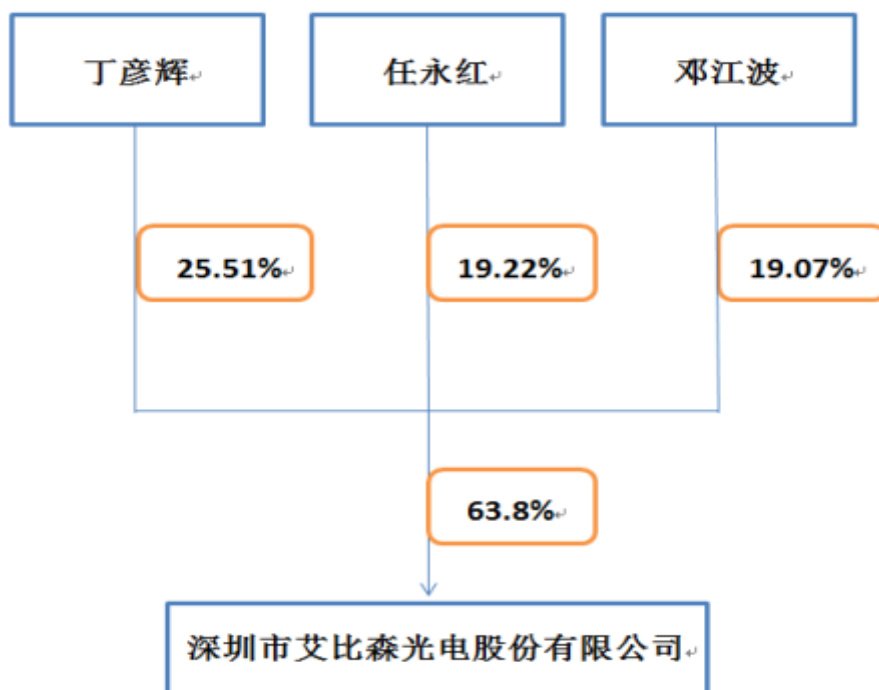 丁彦辉
任永红
邓江波
25.51%
19.22%
19.07%
63.8%
深圳市艾比森光电股份有限公司